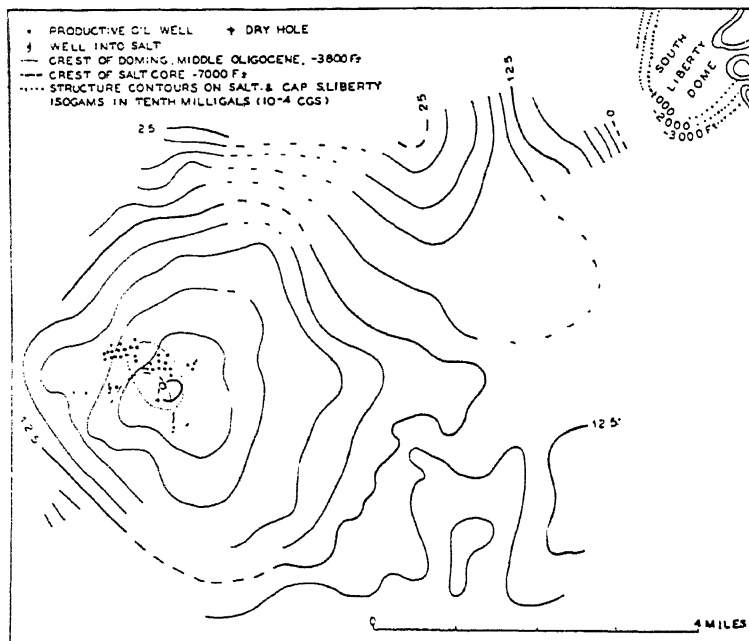 • PRODUCTIVE OIL WELL ✦ DRY HOLE
WELL INTO SALT
— CREST OF DOMING, MIDDLE OLIGOCENE, -3800 FT
--- CREST OF SALT CORE -7000 FT
..... STRUCTURE CONTOURS ON SALT & CAP S. LIBERTY
ISOGAMS IN TENTH MILLIGALS (10-4 CGS)
SOUTH
LIBERTY
DOME
-1000
-2000
-3000 FT
125
25
25
0
125
125
0
4 MILES